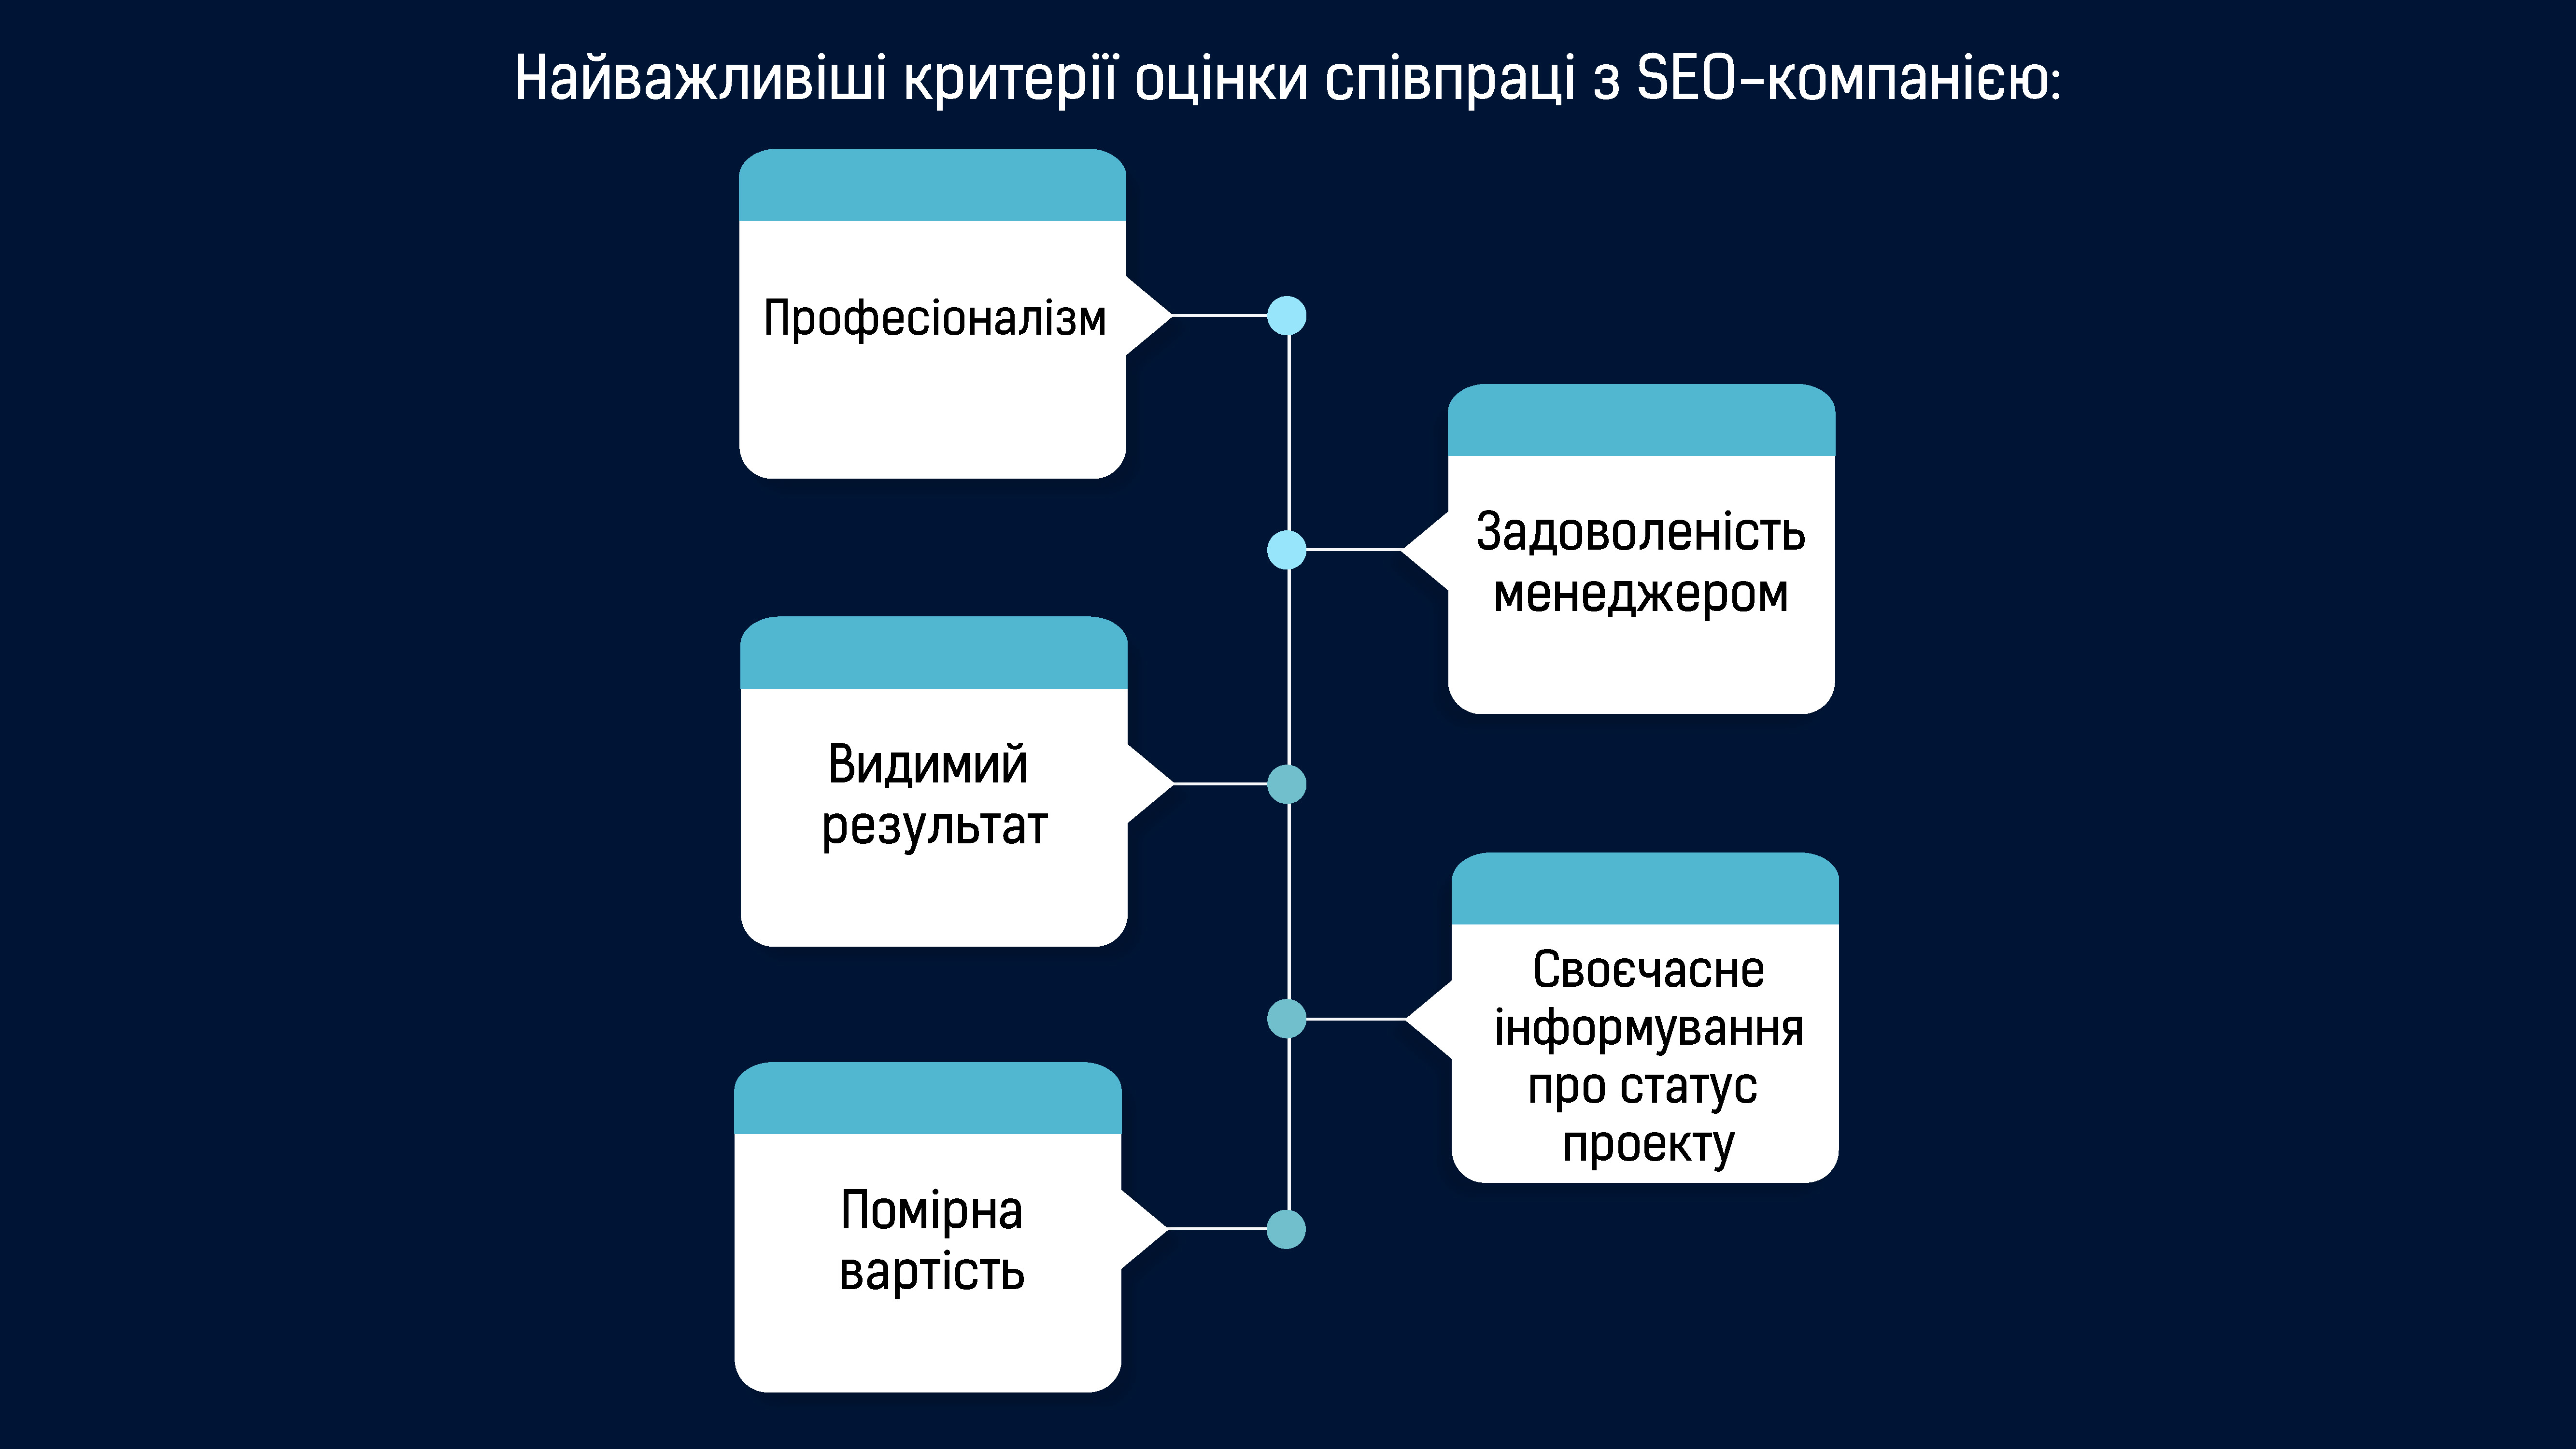 Найважливіші критерії оцінки співпраці з SEO-компанією:
Професіоналізм
Задоволеність
менеджером
Видимий
результат
Своєчасне
інформування
про статус
проекту
Помірна
вартість